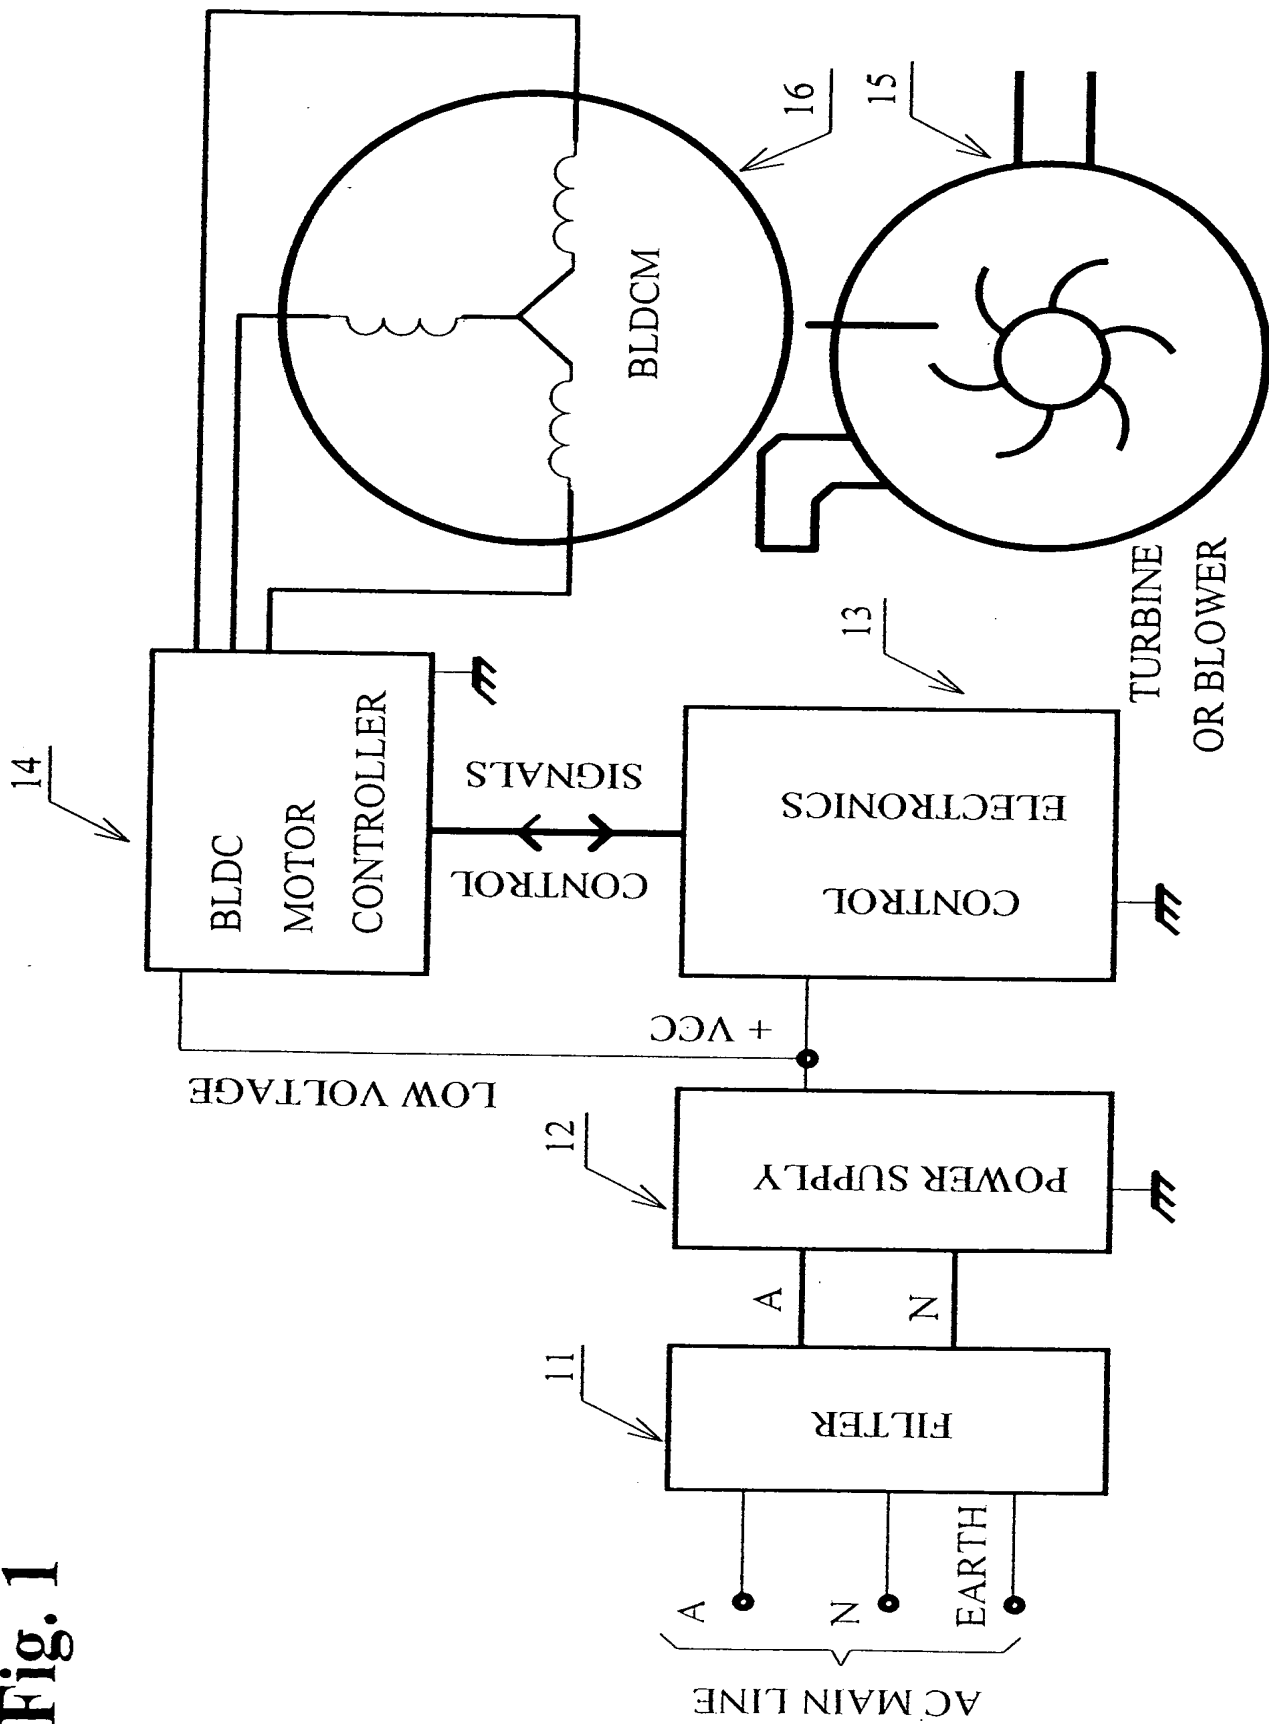 Fig. 1
14
BLDC
MOTOR
CONTROLLER
LOW VOLTAGE
+ VCC
CONTROL
SIGNALS
BLDCM
16
15
TURBINE
OR BLOWER
13
CONTROL
ELECTRONICS
12
POWER SUPPLY
A
N
11
FILTER
A
N
EARTH
AC MAIN LINE